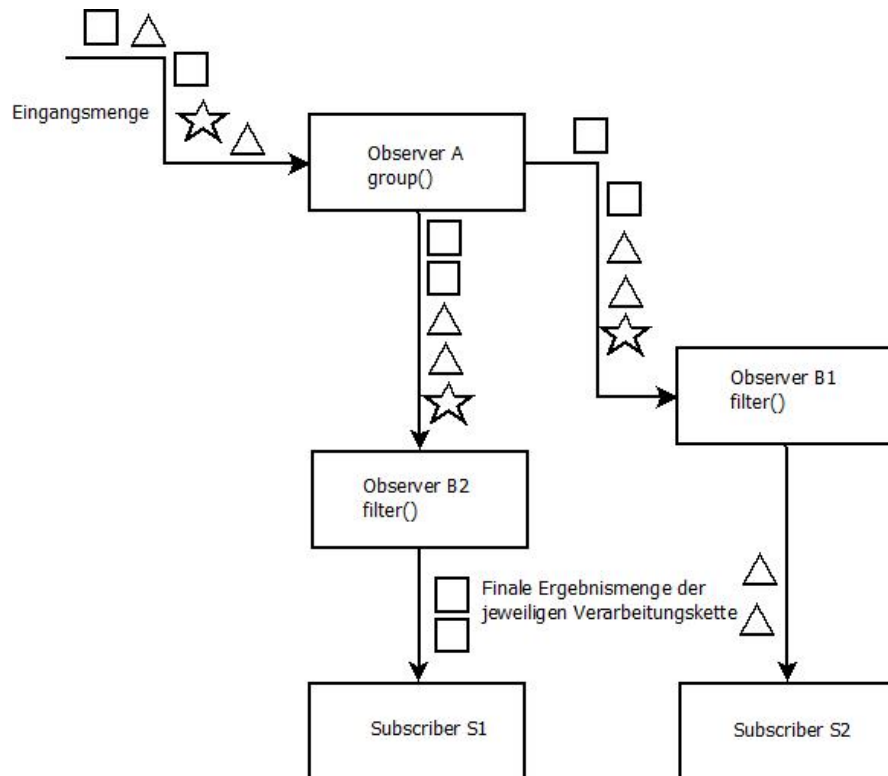 Eingangsmenge
Observer A
group()
Observer B1
filter()
Observer B2
filter()
Finale Ergebnismenge der
jeweiligen Verarbeitungskette
Subscriber S1
Subscriber S2